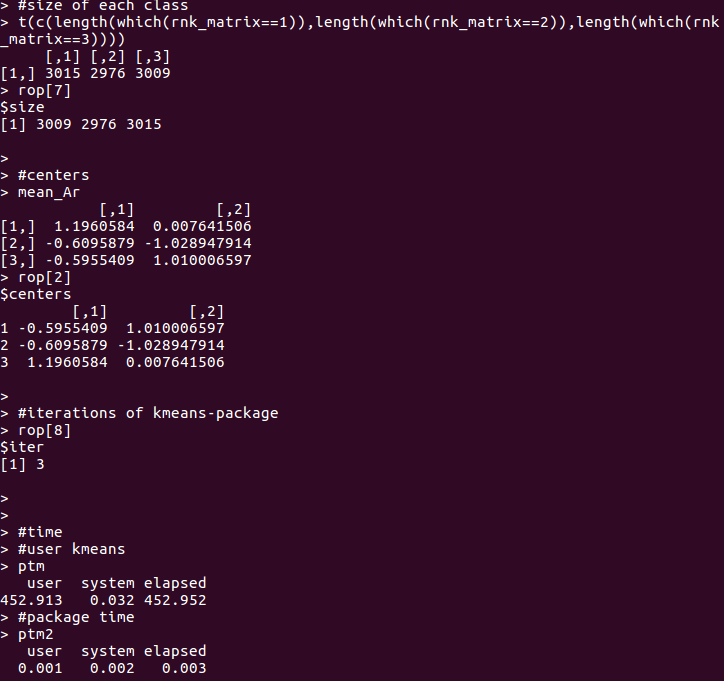 > #size of each class
> t(c(length(which(rnk_matrix==1)),length(which(rnk_matrix==2)),length(which(rnk
_matrix==3))))
     [,1] [,2] [,3]
[1,] 3015 2976 3009
> rop[7]
$size
[1] 3009 2976 3015

>
> #centers
> mean_Ar
           [,1]         [,2]
[1,]  1.1960584  0.007641506
[2,] -0.6095879 -1.028947914
[3,] -0.5955409  1.010006597
> rop[2]
$centers
        [,1]         [,2]
1 -0.5955409  1.010006597
2 -0.6095879 -1.028947914
3  1.1960584  0.007641506

>
> #iterations of kmeans-package
> rop[8]
$iter
[1] 3

>
>
> #time
> #user kmeans
> ptm
   user  system elapsed
452.913   0.032 452.952
> #package time
> ptm2
   user  system elapsed
  0.001   0.002   0.003